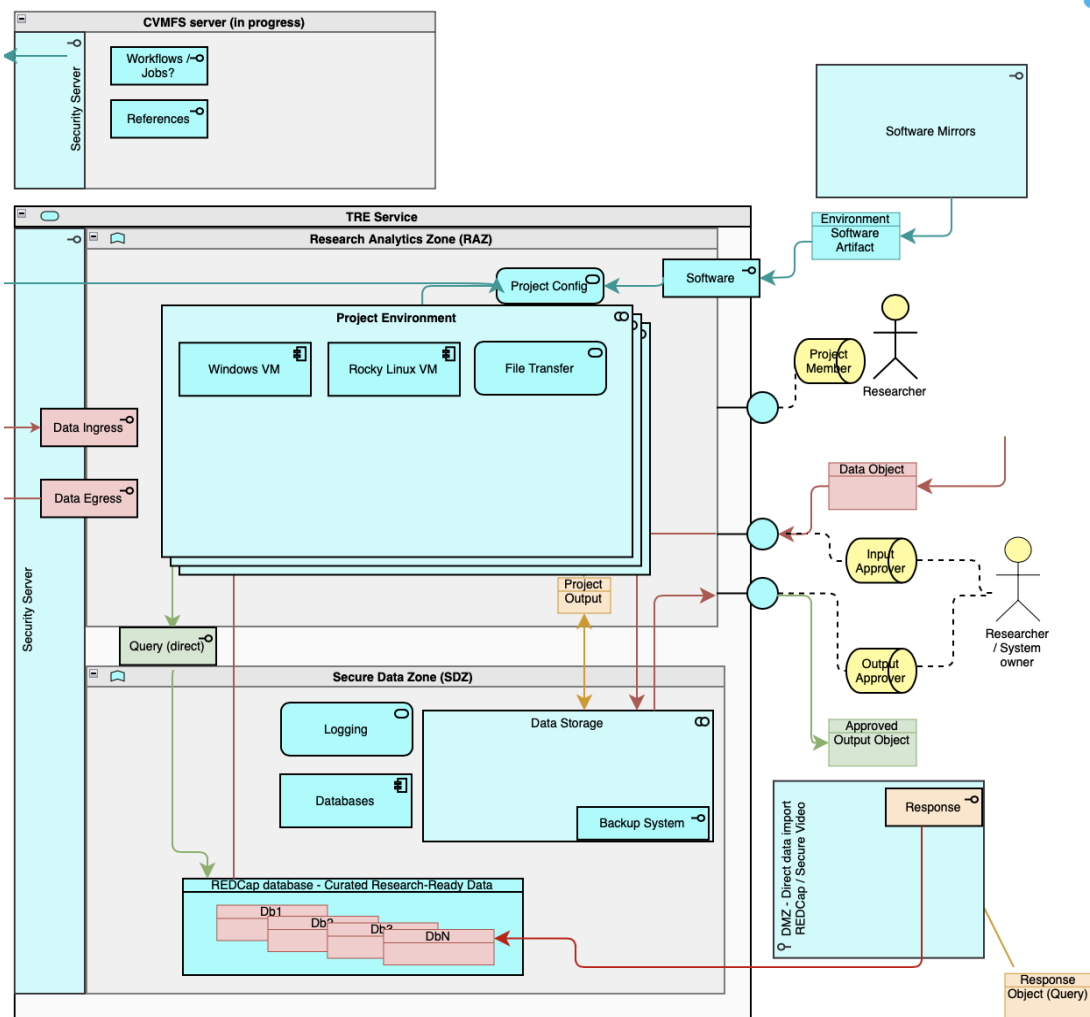 CVMFS server (in progress)
Security Server
Workflows /
Jobs?
References
Software Mirrors
Environment
Software
Artifact
TRE Service
Research Analytics Zone (RAZ)
Security Server
Project Config
Software
Project Environment
Windows VM
Rocky Linux VM
File Transfer
Project
Member
Researcher
Data Ingress
Data Egress
Data Object
Input
Approver
Project
Output
Researcher
/ System
owner
Query (direct)
Output
Approver
Secure Data Zone (SDZ)
Logging
Data Storage
Databases
Backup System
Approved
Output Object
DMZ - Direct data import
REDCap / Secure Video
Response
REDCap database - Curated Research-Ready Data
Db1
Db2
Db3
DbN
Response
Object (Query)